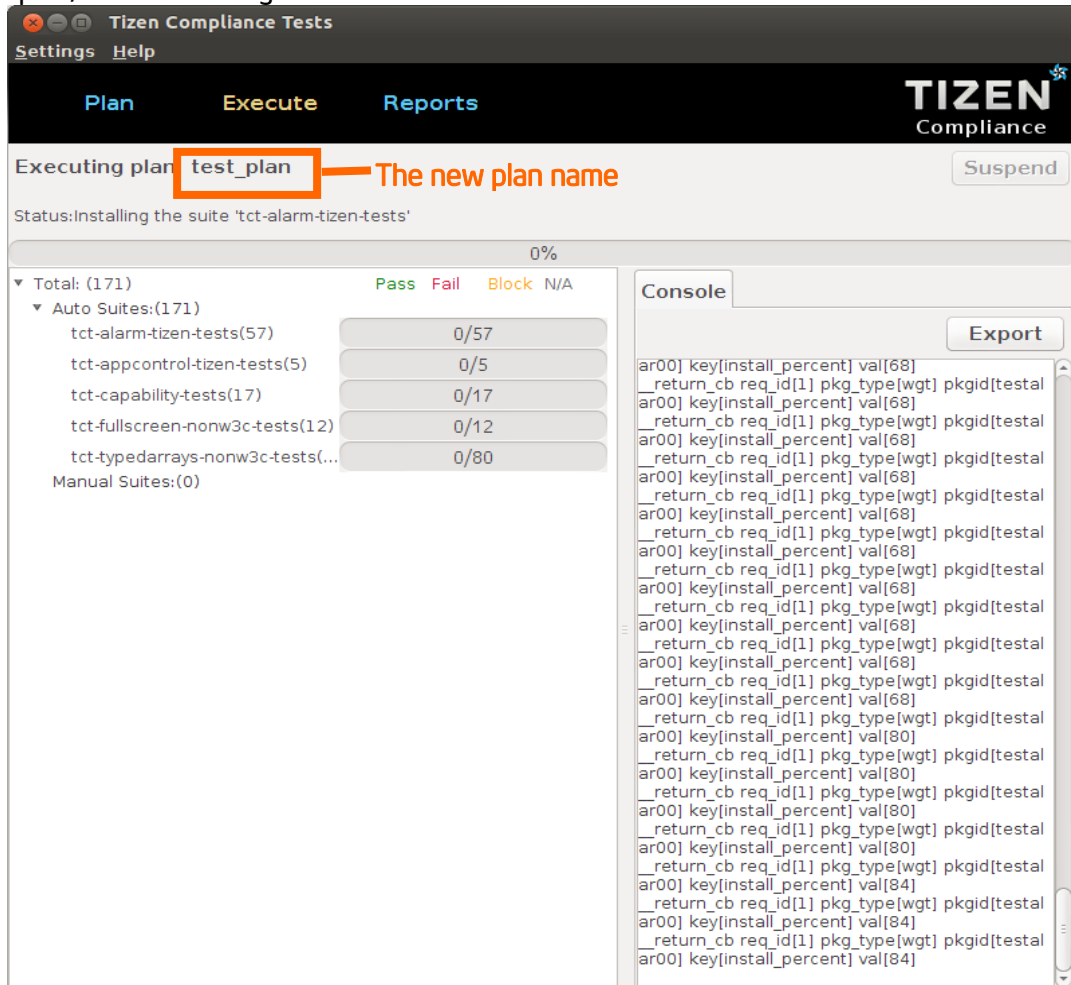 Tizen Compliance Tests
Settings Help
Plan Execute Reports
TIZEN
Compliance
Executing plan test_plan
The new plan name
Suspend
Status:Installing the suite 'tct-alarm-tizen-tests'
0%
Total: (171) Pass Fail Block N/A
Auto Suites:(171)
tct-alarm-tizen-tests(57) 0/57
tct-appcontrol-tizen-tests(5) 0/5
tct-capability-tests(17) 0/17
tct-fullscreen-nonw3c-tests(12) 0/12
tct-typedarrays-nonw3c-tests(... 0/80
Manual Suites:(0)
Console
Export
ar00] key[install_percent] val[68]
__return_cb req_id[1] pkg_type[wgt] pkgid[testal
ar00] key[install_percent] val[68]
__return_cb req_id[1] pkg_type[wgt] pkgid[testal
ar00] key[install_percent] val[68]
__return_cb req_id[1] pkg_type[wgt] pkgid[testal
ar00] key[install_percent] val[68]
__return_cb req_id[1] pkg_type[wgt] pkgid[testal
ar00] key[install_percent] val[68]
__return_cb req_id[1] pkg_type[wgt] pkgid[testal
ar00] key[install_percent] val[68]
__return_cb req_id[1] pkg_type[wgt] pkgid[testal
ar00] key[install_percent] val[68]
__return_cb req_id[1] pkg_type[wgt] pkgid[testal
ar00] key[install_percent] val[68]
__return_cb req_id[1] pkg_type[wgt] pkgid[testal
ar00] key[install_percent] val[68]
__return_cb req_id[1] pkg_type[wgt] pkgid[testal
ar00] key[install_percent] val[68]
__return_cb req_id[1] pkg_type[wgt] pkgid[testal
ar00] key[install_percent] val[80]
__return_cb req_id[1] pkg_type[wgt] pkgid[testal
ar00] key[install_percent] val[80]
__return_cb req_id[1] pkg_type[wgt] pkgid[testal
ar00] key[install_percent] val[80]
__return_cb req_id[1] pkg_type[wgt] pkgid[testal
ar00] key[install_percent] val[80]
__return_cb req_id[1] pkg_type[wgt] pkgid[testal
ar00] key[install_percent] val[84]
__return_cb req_id[1] pkg_type[wgt] pkgid[testal
ar00] key[install_percent] val[84]
__return_cb req_id[1] pkg_type[wgt] pkgid[testal
ar00] key[install_percent] val[84]